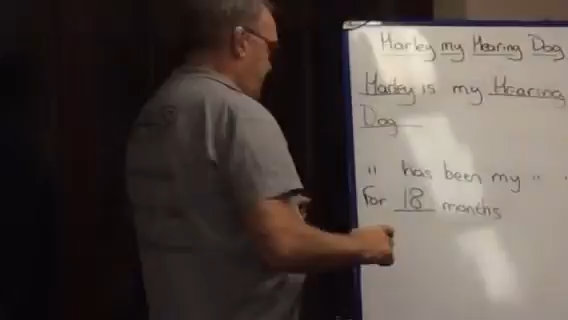 Harley my Hearing Dog
Harley is my Hearing
Dog
" has been my "
for 18 months